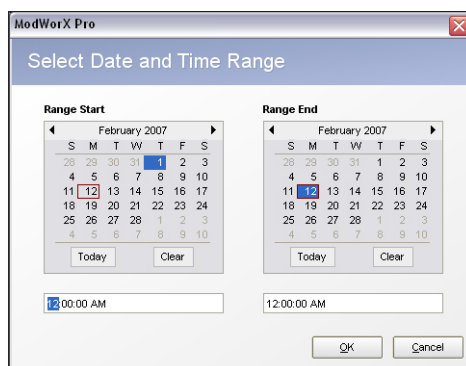 ModWorX Pro
Select Date and Time Range
Range Start
February 2007
S M T W T F S
28 29 30 31 1 2 3
4 5 6 7 8 9 10
11 12 13 14 15 16 17
18 19 20 21 22 23 24
25 26 27 28 1 2 3
4 5 6 7 8 9 10
Today Clear
12:00:00 AM
Range End
February 2007
S M T W T F S
28 29 30 31 1 2 3
4 5 6 7 8 9 10
11 12 13 14 15 16 17
18 19 20 21 22 23 24
25 26 27 28 1 2 3
4 5 6 7 8 9 10
Today Clear
12:00:00 AM
OK Cancel